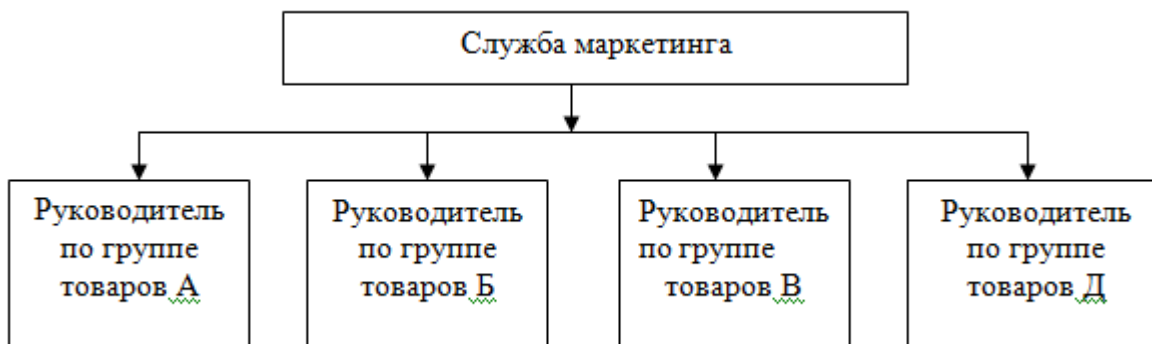 Служба маркетинга
Руководитель
по группе
товаров А
Руководитель
по группе
товаров Б
Руководитель
по группе
товаров В
Руководитель
по группе
товаров Д